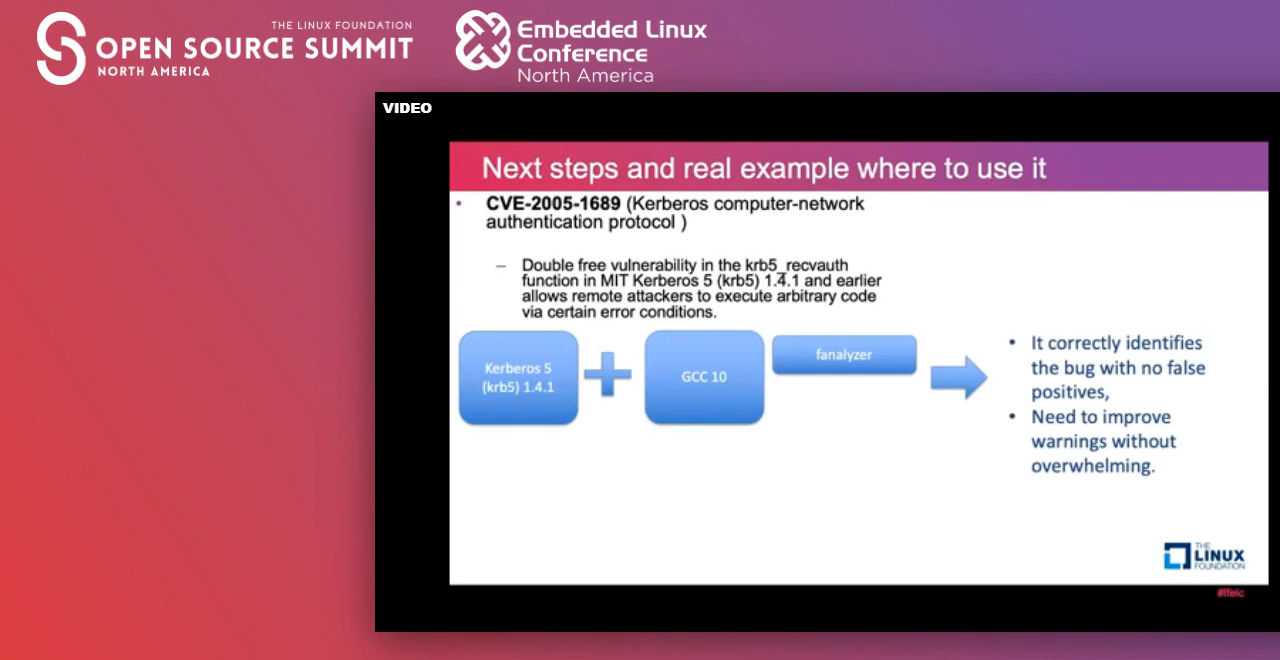 THE LINUX FOUNDATION
OPEN SOURCE SUMMIT
NORTH AMERICA
Embedded Linux
Conference
North America
VIDEO
Next steps and real example where to use it
• CVE-2005-1689 (Kerberos computer-network
authentication protocol )
– Double free vulnerability in the krb5_recvauth
function in MIT Kerberos 5 (krb5) 1.4.1 and earlier
allows remote attackers to execute arbitrary code
via certain error conditions.
Kerberos 5
(krb5) 1.4.1
GCC 10
fanalyzer
• It correctly identifies
the bug with no false
positives,
• Need to improve
warnings without
overwhelming.
THE
LINUX
FOUNDATION
#lfelc